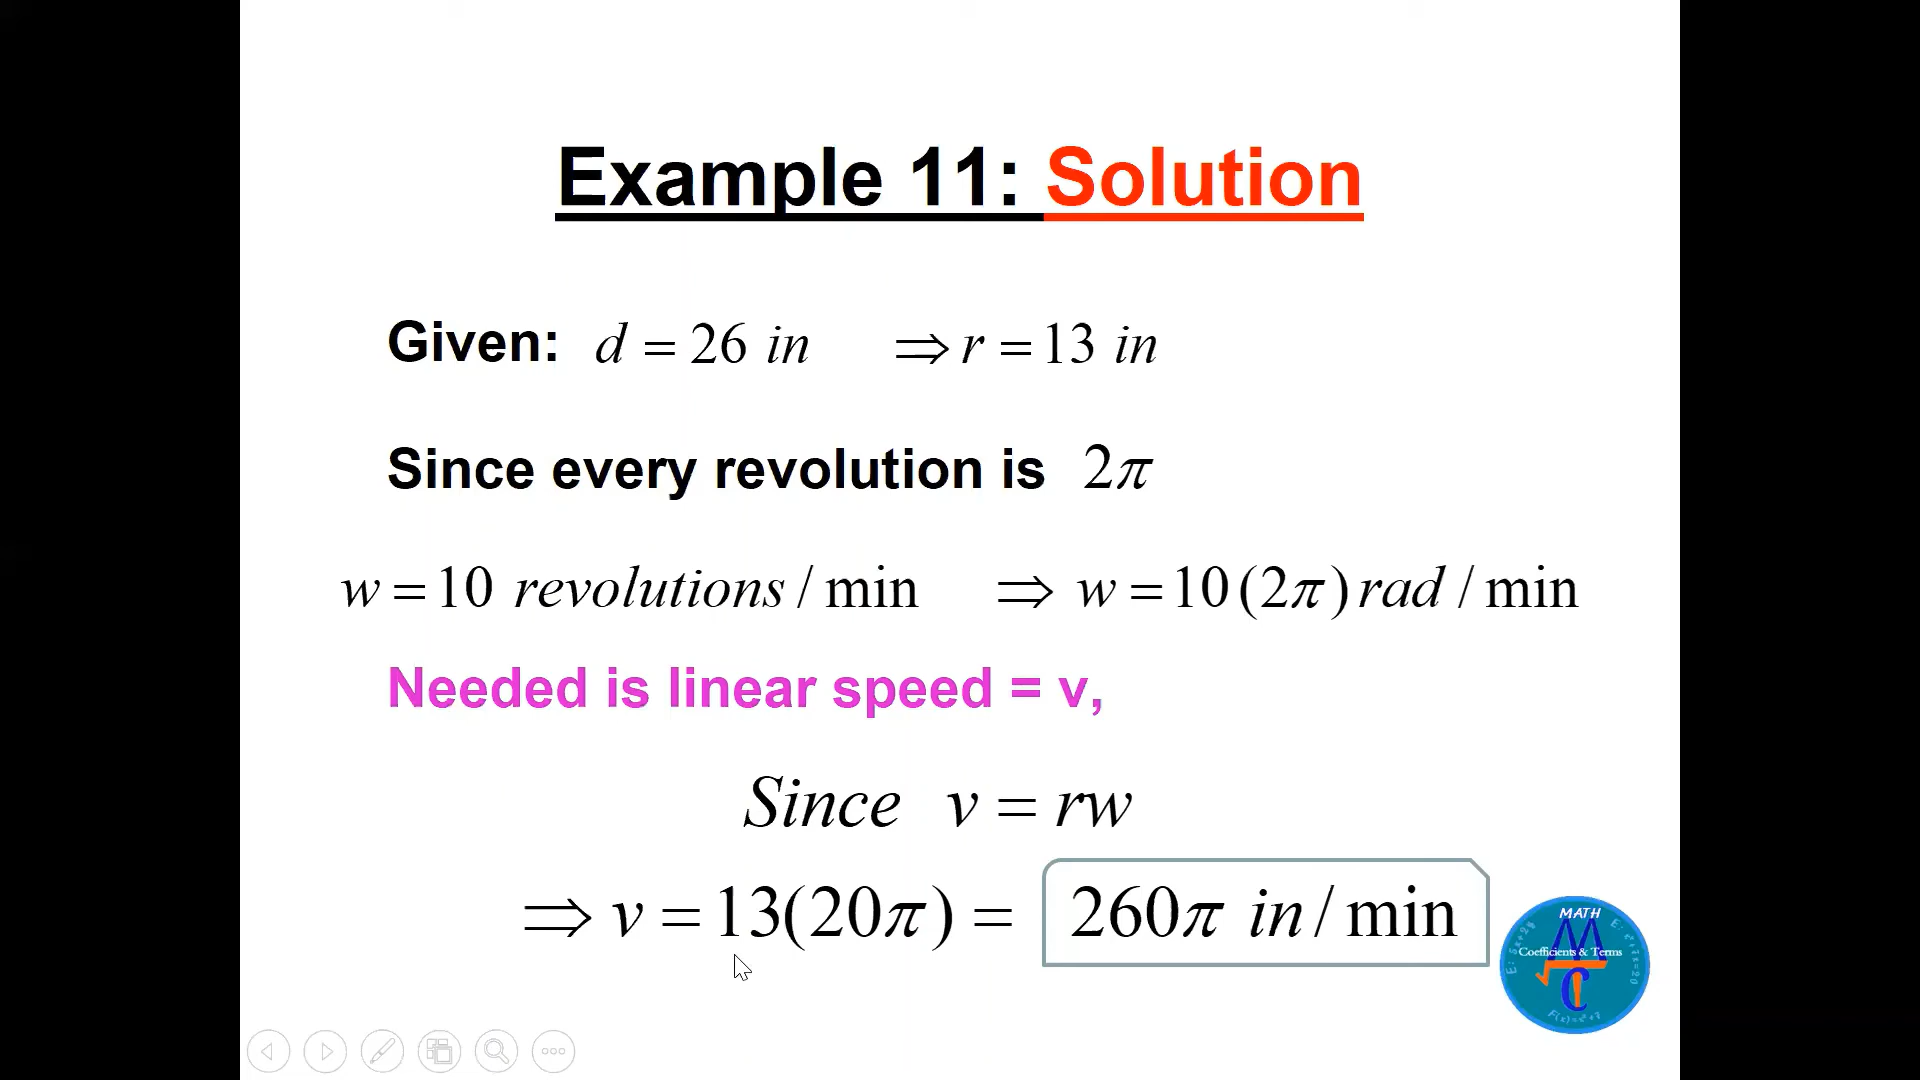 Example 11: Solution
Given: d = 26 in ⇒ r = 13 in
Since every revolution is 2π
w = 10 revolutions / min ⇒ w = 10 (2π) rad / min
Needed is linear speed = v,
Since v = rw
⇒ v = 13(20π) = 260π in / min
MATH
Coefficients & Terms